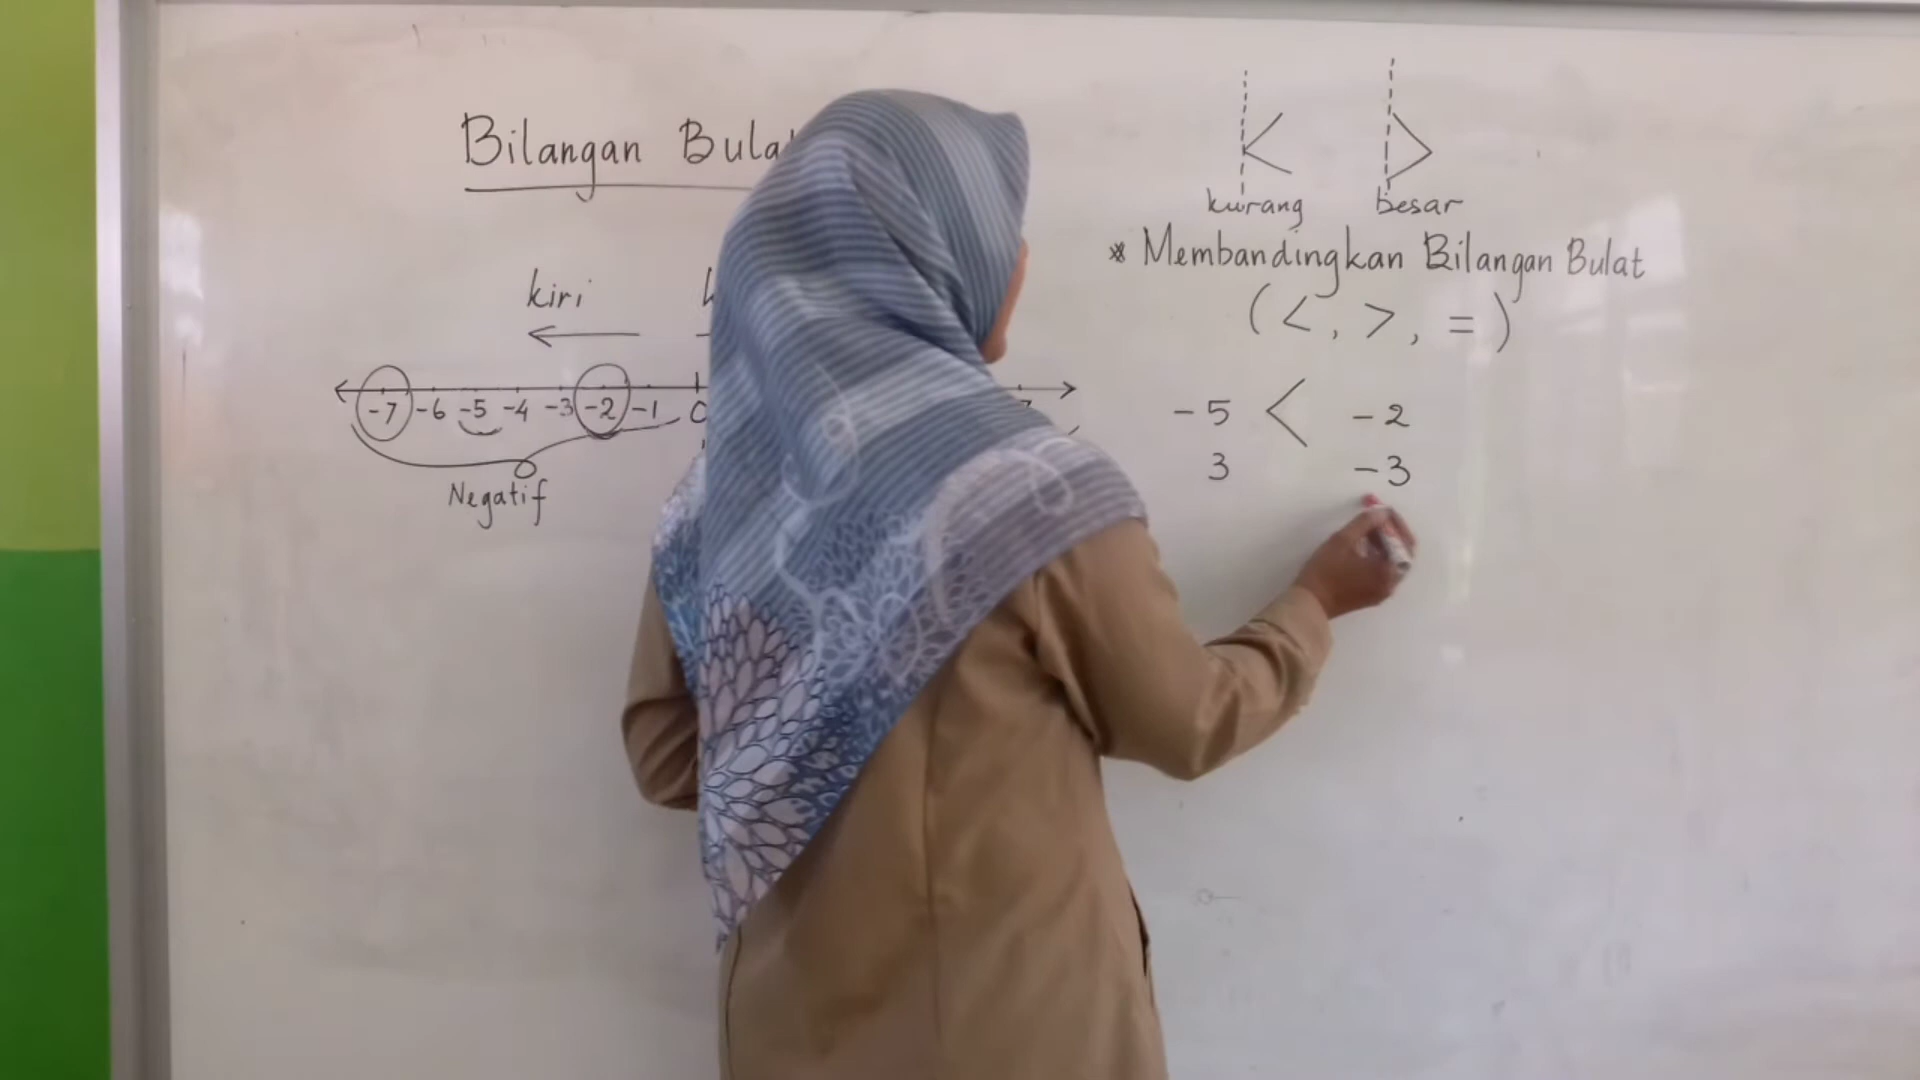 Bilangan Bulat
kiri
-7 -6 -5 -4 -3 -2 -1 0
Negatif
< >
kurang besar
* Membandingkan Bilangan Bulat
( < , > , = )
-5 < -2
3 -3